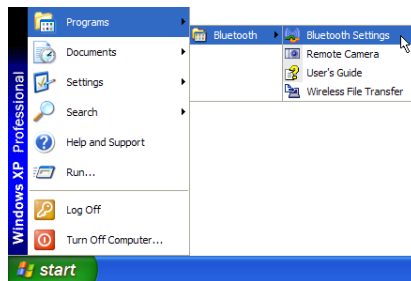 Programs
Documents
Settings
Search
Help and Support
Run...
Log Off
Turn Off Computer...
Windows XP Professional
start
Bluetooth
Bluetooth Settings
Remote Camera
User's Guide
Wireless File Transfer